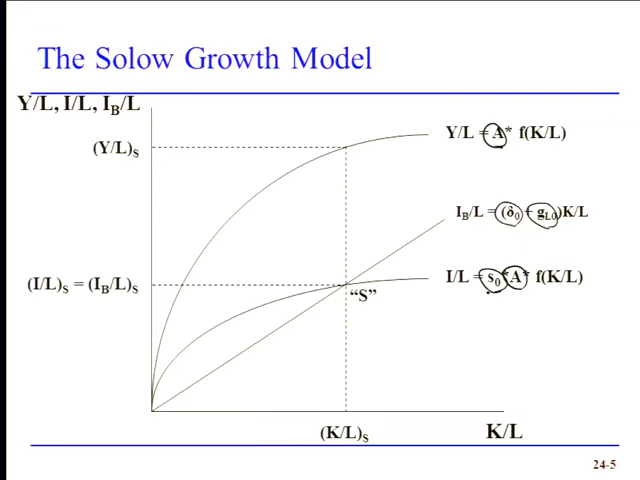 The Solow Growth Model
Y/L, I/L, I_B/L
Y/L = A* f(K/L)
(Y/L)_S
I_B/L = (δ_0 + g_L0)K/L
(I/L)_S = (I_B/L)_S
I/L = s_0*A* f(K/L)
“S”
(K/L)_S
K/L
24-5